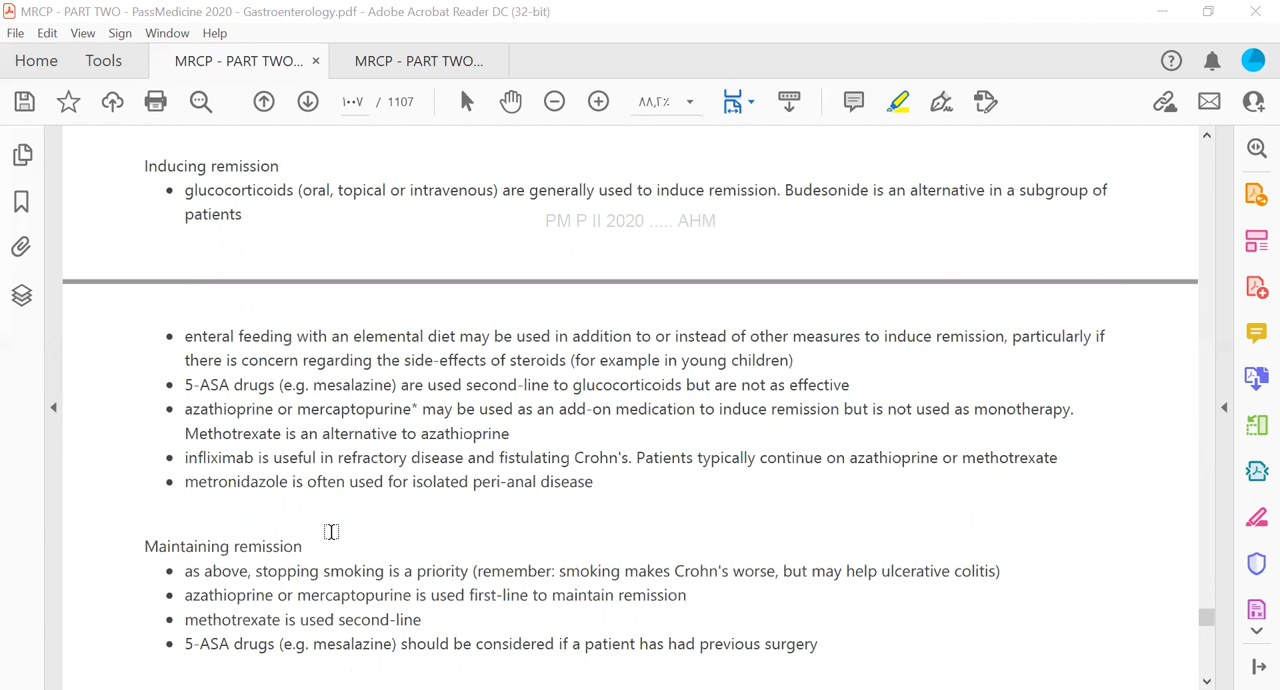 MRCP - PART TWO - PassMedicine 2020 - Gastroenterology.pdf - Adobe Acrobat Reader DC (32-bit)
File Edit View Sign Window Help
Home Tools MRCP - PART TWO... × MRCP - PART TWO...
١٠٠٧ / 1107 ٨٨,٣٪
Inducing remission
• glucocorticoids (oral, topical or intravenous) are generally used to induce remission. Budesonide is an alternative in a subgroup of
patients
PM P II 2020 ..... AHM
• enteral feeding with an elemental diet may be used in addition to or instead of other measures to induce remission, particularly if
there is concern regarding the side-effects of steroids (for example in young children)
• 5-ASA drugs (e.g. mesalazine) are used second-line to glucocorticoids but are not as effective
• azathioprine or mercaptopurine* may be used as an add-on medication to induce remission but is not used as monotherapy.
Methotrexate is an alternative to azathioprine
• infliximab is useful in refractory disease and fistulating Crohn's. Patients typically continue on azathioprine or methotrexate
• metronidazole is often used for isolated peri-anal disease
Maintaining remission
• as above, stopping smoking is a priority (remember: smoking makes Crohn's worse, but may help ulcerative colitis)
• azathioprine or mercaptopurine is used first-line to maintain remission
• methotrexate is used second-line
• 5-ASA drugs (e.g. mesalazine) should be considered if a patient has had previous surgery